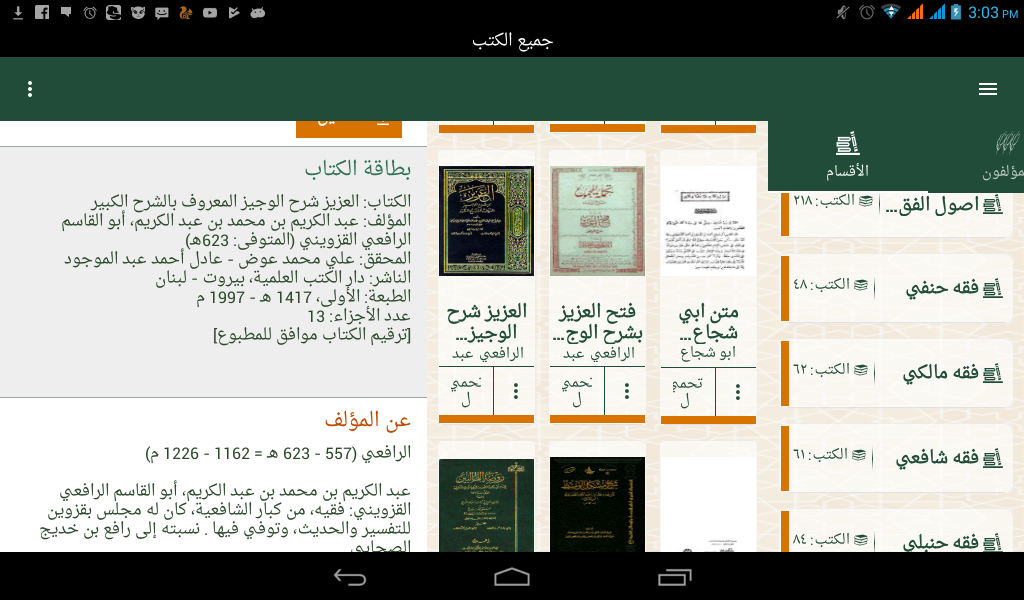 3:03 PM
جميع الكتب
الأقسام
مؤلفون
اصول الفق...
الكتب: ٢١٨
فقه حنفي
الكتب: ٤٨
فقه مالكي
الكتب: ٦٢
فقه شافعي
الكتب: ٦١
فقه حنبلي
الكتب: ٨٤
متن ابي
شجاع...
ابو شجاع
تحمي
ل
فتح العزيز
بشرح الوج...
الرافعي عبد
تحمي
ل
العزيز شرح
الوجيز...
الرافعي عبد
تحمي
ل
بطاقة الكتاب
الكتاب: العزيز شرح الوجيز المعروف بالشرح الكبير
المؤلف: عبد الكريم بن محمد بن عبد الكريم، أبو القاسم
الرافعي القزويني (المتوفى: 623هـ)
المحقق: علي محمد عوض - عادل أحمد عبد الموجود
الناشر: دار الكتب العلمية، بيروت - لبنان
الطبعة: الأولى، 1417 هـ - 1997 م
عدد الأجزاء: 13
[ترقيم الكتاب موافق للمطبوع]
عن المؤلف
الرافعي (557 - 623 هـ = 1162 - 1226 م)
عبد الكريم بن محمد بن عبد الكريم، أبو القاسم الرافعي
القزويني: فقيه، من كبار الشافعية، كان له مجلس بقزوين
للتفسير والحديث، وتوفي فيها . نسبته إلى رافع بن خديج
الصحابي